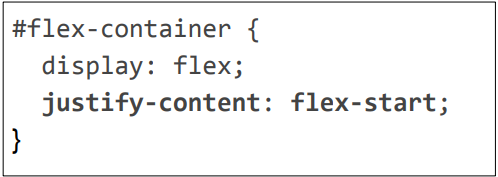 #flex-container {
  display: flex;
  justify-content: flex-start;
}